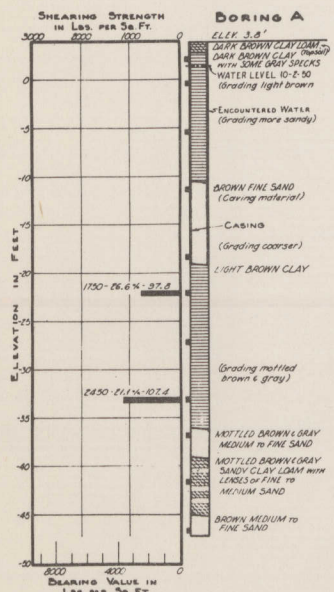 SHEARING STRENGTH
IN LBS. PER SQ. FT.
3000 2000 1000 0
BORING A
ELEV. 3.8'
DARK BROWN CLAY LOAM (Topsoil)
DARK BROWN CLAY
WITH SOME GRAY SPECKS
WATER LEVEL 10-2-50
(Grading light brown
ENCOUNTERED WATER
(Grading more sandy)
BROWN FINE SAND
(Caving material)
CASING
(Grading coarser)
LIGHT BROWN CLAY
(Grading mottled
brown & gray)
MOTTLED BROWN & GRAY
MEDIUM TO FINE SAND
MOTTLED BROWN & GRAY
SANDY CLAY LOAM WITH
LENSES OF FINE TO
MEDIUM SAND
BROWN MEDIUM TO
FINE SAND
ELEVATION IN FEET
0
-5
-10
-15
-20
-25
-30
-35
-40
-45
-50
2450-21.1%-107.4
8000 4000 0
BEARING VALUE IN
LBS. PER SQ. FT.